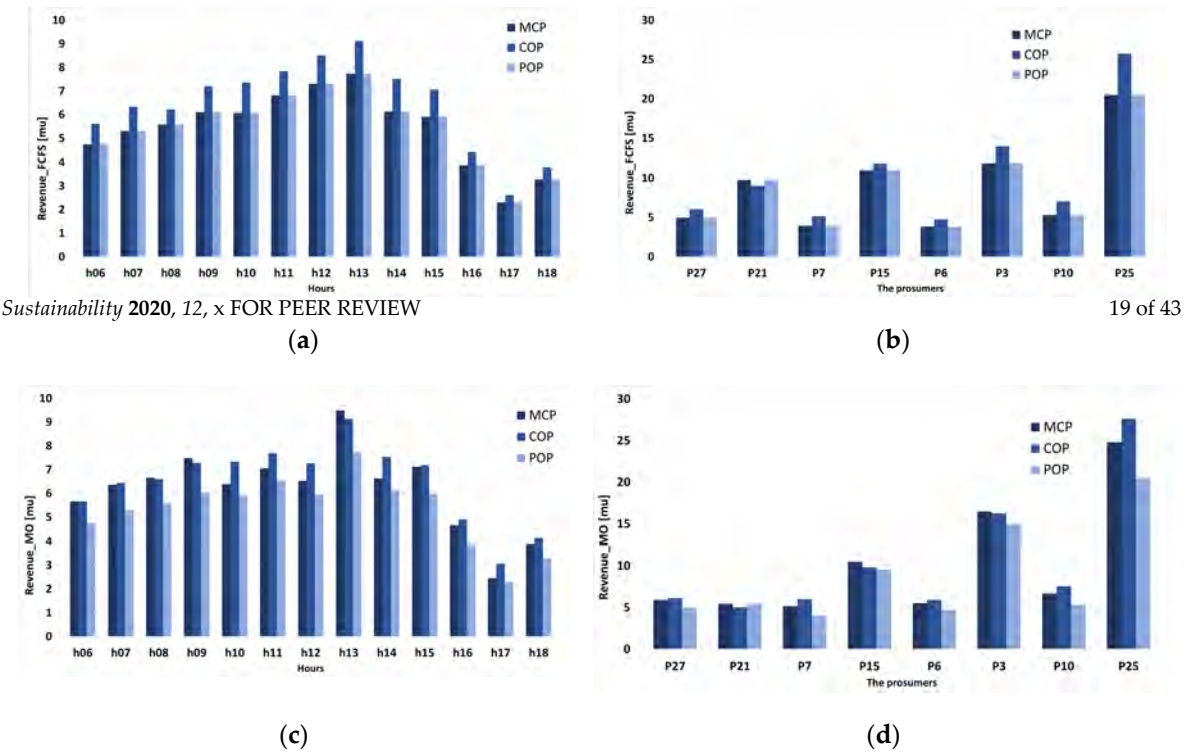 10
9
8
7
6
5
4
3
2
1
0
Revenue_FCFS [mu]
MCP
COP
POP
h06 h07 h08 h09 h10 h11 h12 h13 h14 h15 h16 h17 h18
Hours
30
25
20
15
10
5
0
Revenue_FCFS [mu]
MCP
COP
POP
P27 P21 P7 P15 P6 P3 P10 P25
The prosumers
Sustainability 2020, 12, x FOR PEER REVIEW 19 of 43
(a) (b)
10
9
8
7
6
5
4
3
2
1
0
Revenue_MO [mu]
MCP
COP
POP
h06 h07 h08 h09 h10 h11 h12 h13 h14 h15 h16 h17 h18
Hours
30
25
20
15
10
5
0
Revenue_MO [mu]
MCP
COP
POP
P27 P21 P7 P15 P6 P3 P10 P25
The prosumers
(c) (d)